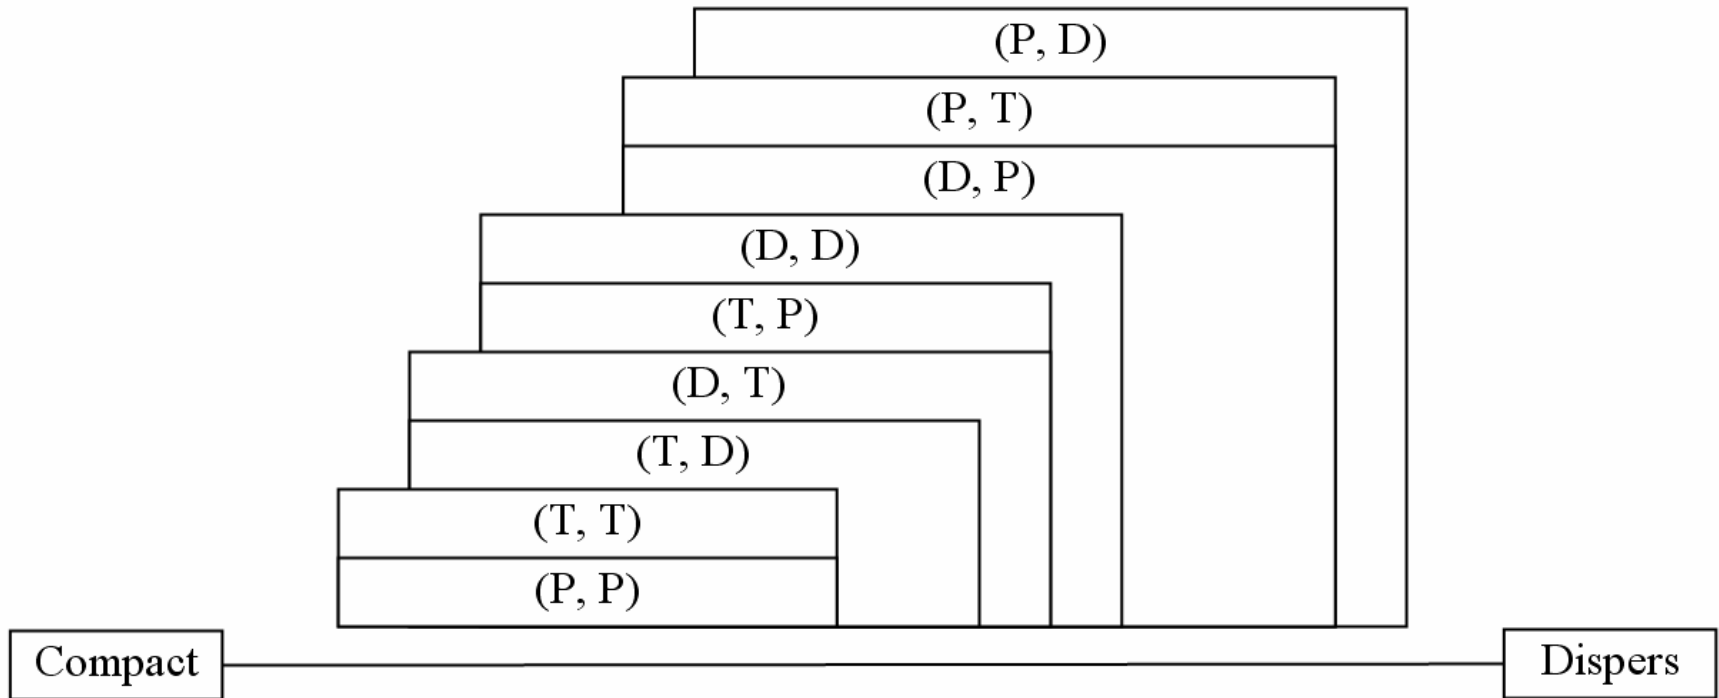 (P, D)
(P, T)
(D, P)
(D, D)
(T, P)
(D, T)
(T, D)
(T, T)
(P, P)
Compact
Dispers